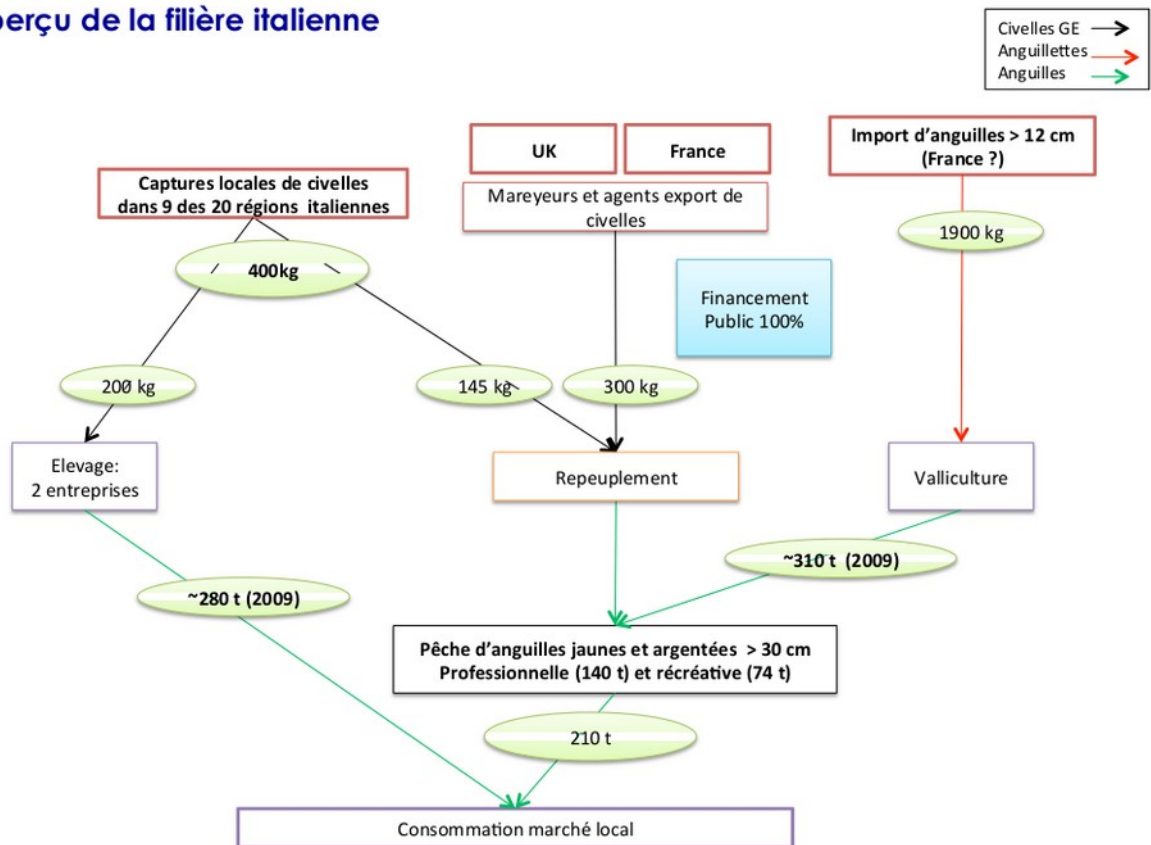 perçu de la filière italienne
Civelles GE
Anguillettes
Anguilles
UK
France
Import d'anguilles > 12 cm
(France ?)
Captures locales de civelles
dans 9 des 20 régions italiennes
Mareyeurs et agents export de
civelles
1900 kg
400kg
Financement
Public 100%
200 kg
145 kg
300 kg
Elevage:
2 entreprises
Repeuplement
Valliculture
~310 t (2009)
~280 t (2009)
Pêche d'anguilles jaunes et argentées > 30 cm
Professionnelle (140 t) et récréative (74 t)
210 t
Consommation marché local